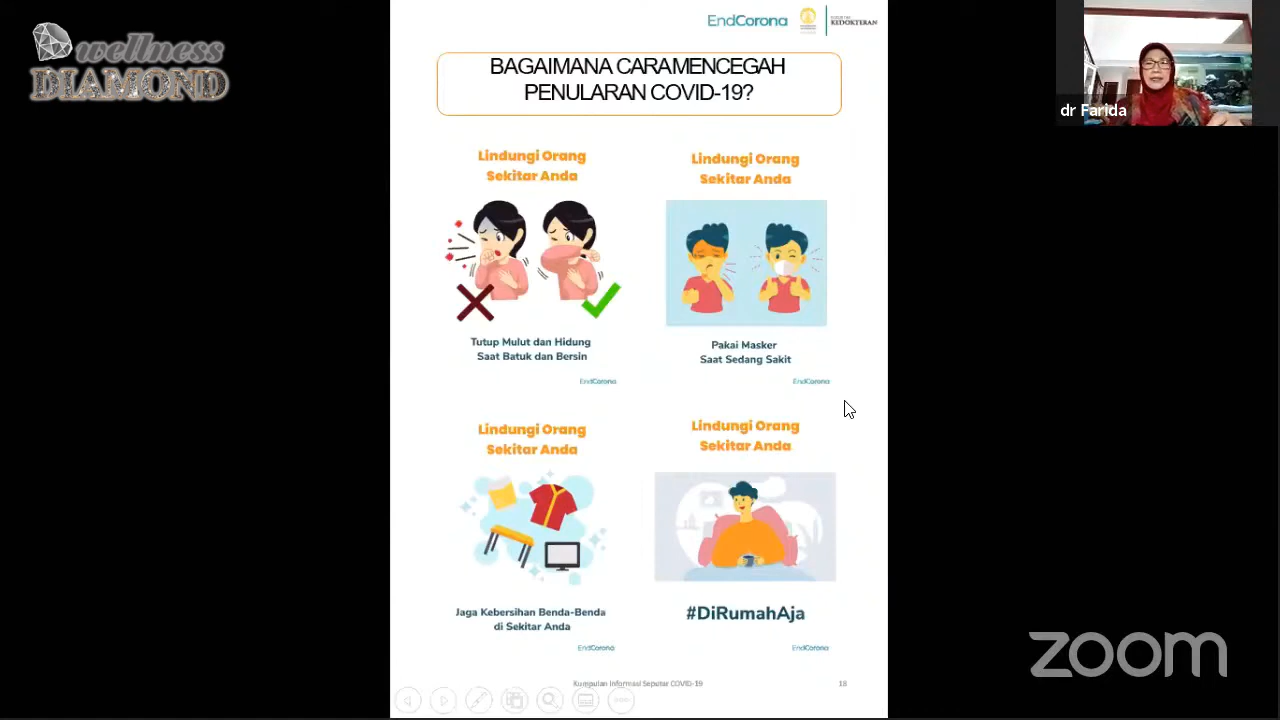 wellness
DIAMOND
EndCorona
KEDOKTERAN
dr Farida
BAGAIMANA CARA MENCEGAH
PENULARAN COVID-19?
Lindungi Orang
Sekitar Anda
Tutup Mulut dan Hidung
Saat Batuk dan Bersin
EndCorona
Lindungi Orang
Sekitar Anda
Pakai Masker
Saat Sedang Sakit
EndCorona
Lindungi Orang
Sekitar Anda
Jaga Kebersihan Benda-Benda
di Sekitar Anda
EndCorona
Lindungi Orang
Sekitar Anda
#DiRumahAja
EndCorona
Kumpulan Informasi Seputar COVID-19
18
zoom